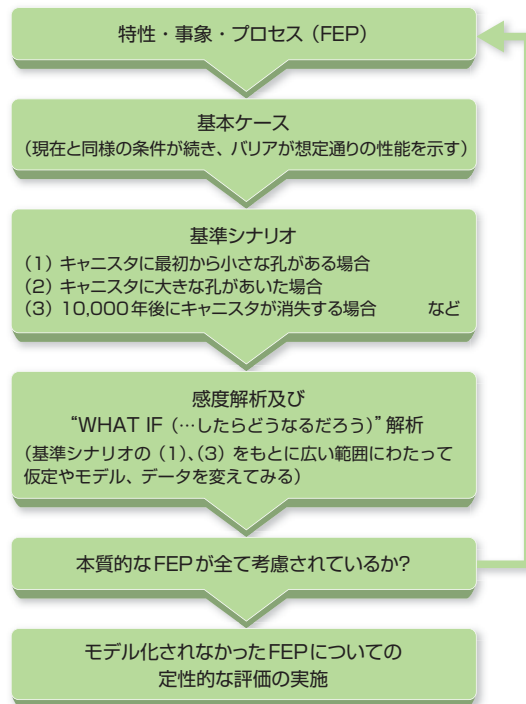 特性・事象・プロセス（FEP）
基本ケース
（現在と同様の条件が続き、バリアが想定通りの性能を示す）
基準シナリオ
（1）キャニスタに最初から小さな孔がある場合
（2）キャニスタに大きな孔があいた場合
（3）10,000年後にキャニスタが消失する場合　　など
感度解析及び
“WHAT IF（…したらどうなるだろう）”解析
（基準シナリオの（1）、（3）をもとに広い範囲にわたって
仮定やモデル、データを変えてみる）
本質的なFEPが全て考慮されているか?
モデル化されなかったFEPについての
定性的な評価の実施